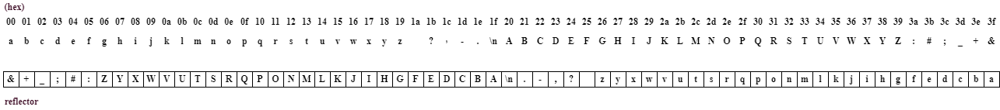 (hex)
00 01 02 03 04 05 06 07 08 09 0a 0b 0c 0d 0e 0f 10 11 12 13 14 15 16 17 18 19 1a 1b 1c 1d 1e 1f 20 21 22 23 24 25 26 27 28 29 2a 2b 2c 2d 2e 2f 30 31 32 33 34 35 36 37 38 39 3a 3b 3c 3d 3e 3f
a b c d e f g h i j k l m n o p q r s t u v w x y z ? , - . \n A B C D E F G H I J K L M N O P Q R S T U V W X Y Z : # ; _ + &
& + _ ; # : Z Y X W V U T S R Q P O N M L K J I H G F E D C B A \n . - , ? z y x w v u t s r q p o n m l k j i h g f e d c b a
reflector